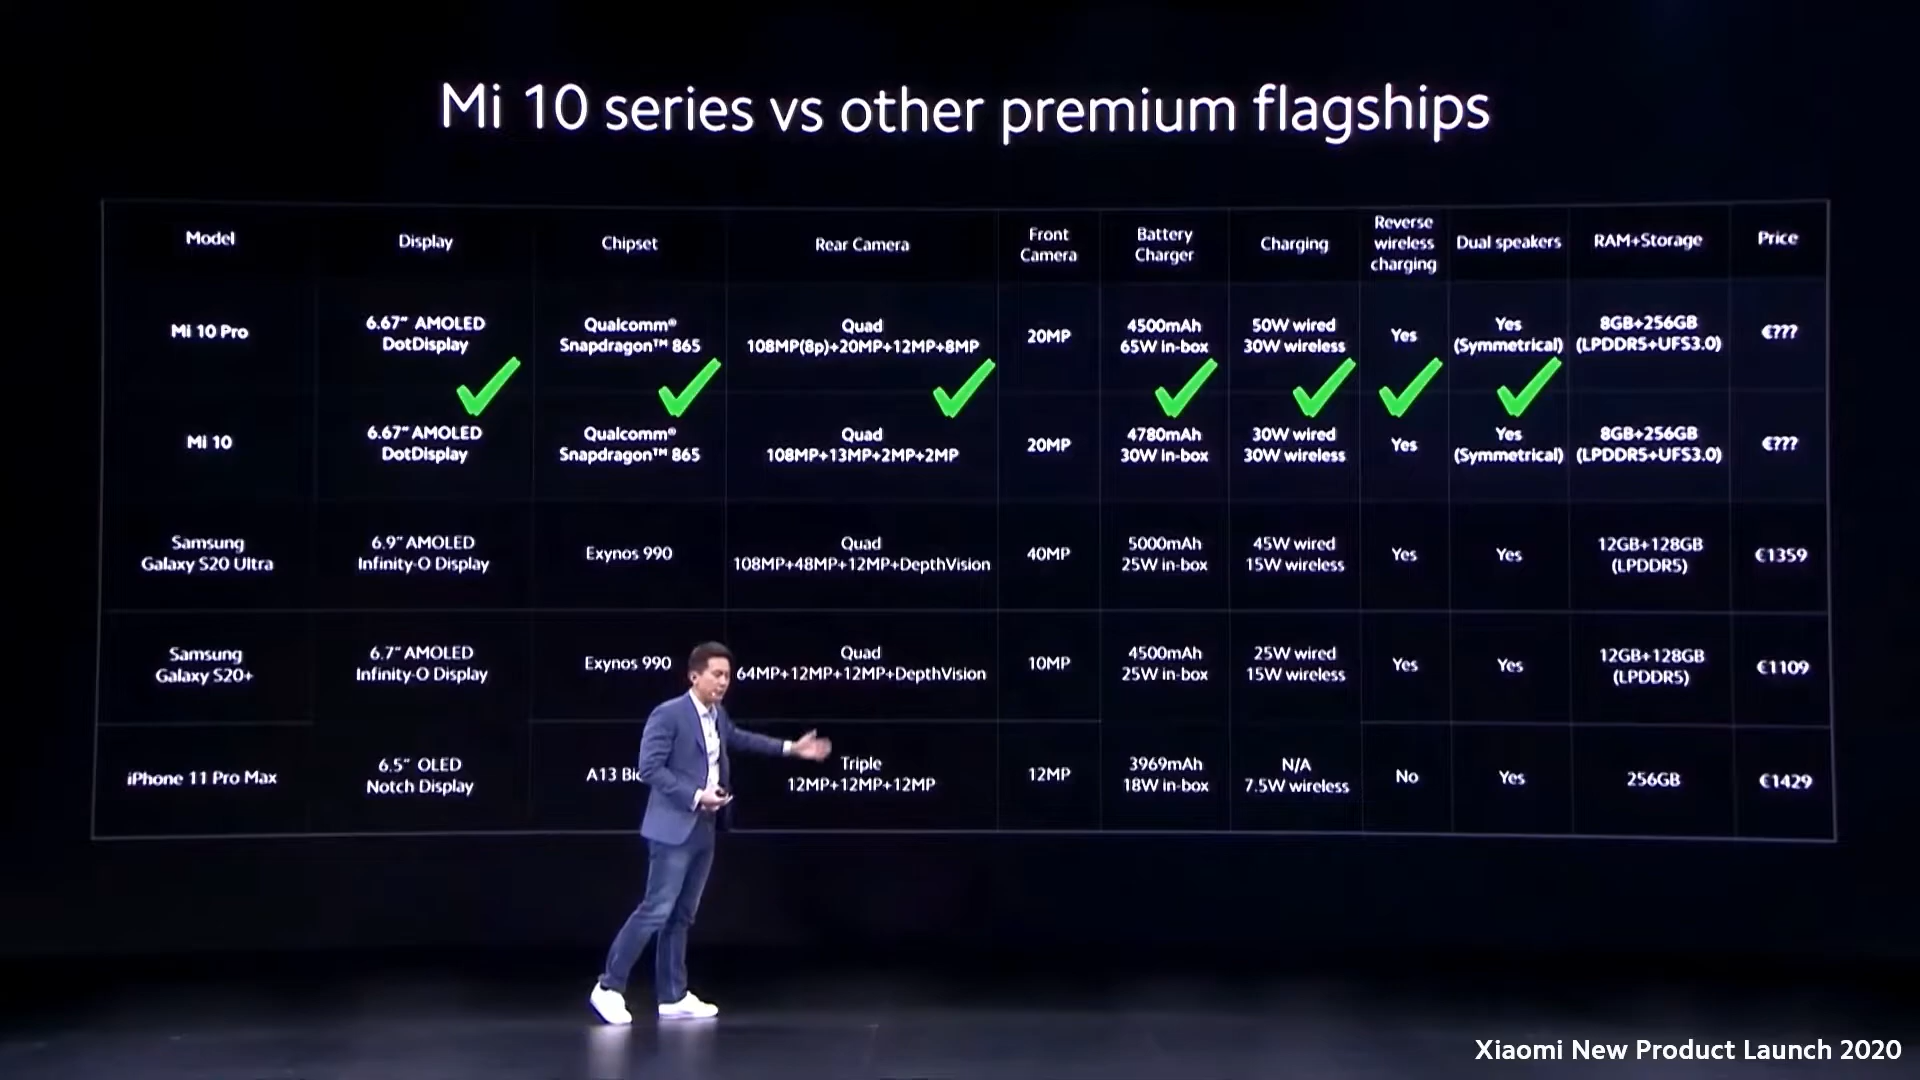 Mi 10 series vs other premium flagships
Model Display Chipset Rear Camera Front Camera Battery Charger Charging Reverse wireless charging Dual speakers RAM+Storage Price
Mi 10 Pro 6.67" AMOLED DotDisplay Qualcomm® Snapdragon™ 865 Quad 108MP(8p)+20MP+12MP+8MP 20MP 4500mAh 65W in-box 50W wired 30W wireless Yes Yes (Symmetrical) 8GB+256GB (LPDDR5+UFS3.0) €???
Mi 10 6.67" AMOLED DotDisplay Qualcomm® Snapdragon™ 865 Quad 108MP+13MP+2MP+2MP 20MP 4780mAh 30W in-box 30W wired 30W wireless Yes Yes (Symmetrical) 8GB+256GB (LPDDR5+UFS3.0) €???
Samsung Galaxy S20 Ultra 6.9" AMOLED Infinity-O Display Exynos 990 Quad 108MP+48MP+12MP+DepthVision 40MP 5000mAh 25W in-box 45W wired 15W wireless Yes Yes 12GB+128GB (LPDDR5) €1359
Samsung Galaxy S20+ 6.7" AMOLED Infinity-O Display Exynos 990 Quad 64MP+12MP+12MP+DepthVision 10MP 4500mAh 25W in-box 25W wired 15W wireless Yes Yes 12GB+128GB (LPDDR5) €1109
iPhone 11 Pro Max 6.5" OLED Notch Display A13 Triple 12MP+12MP+12MP 12MP 3969mAh 18W in-box N/A 7.5W wireless No Yes 256GB €1429
Xiaomi New Product Launch 2020